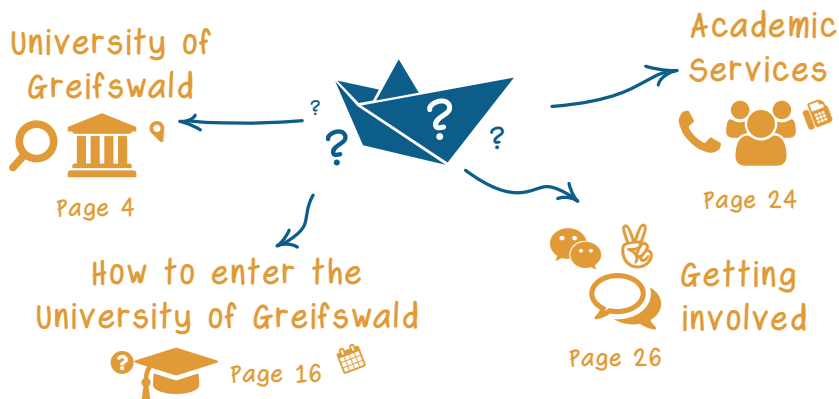 University of
Greifswald
Page 4
Academic
Services
Page 24
?
?
?
?
How to enter the
University of Greifswald
?
Page 16
Getting
involved
Page 26